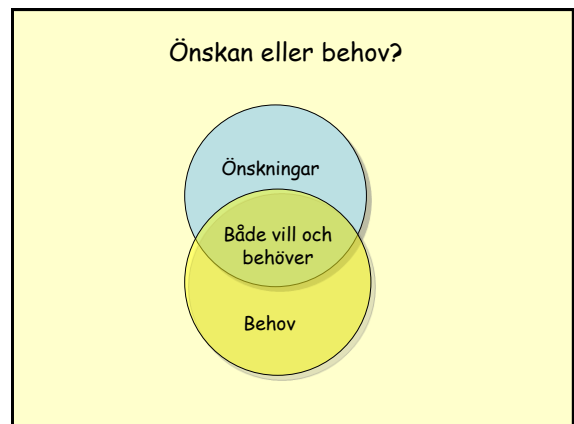 Önskan eller behov?
Önskningar
Både vill och
behöver
Behov